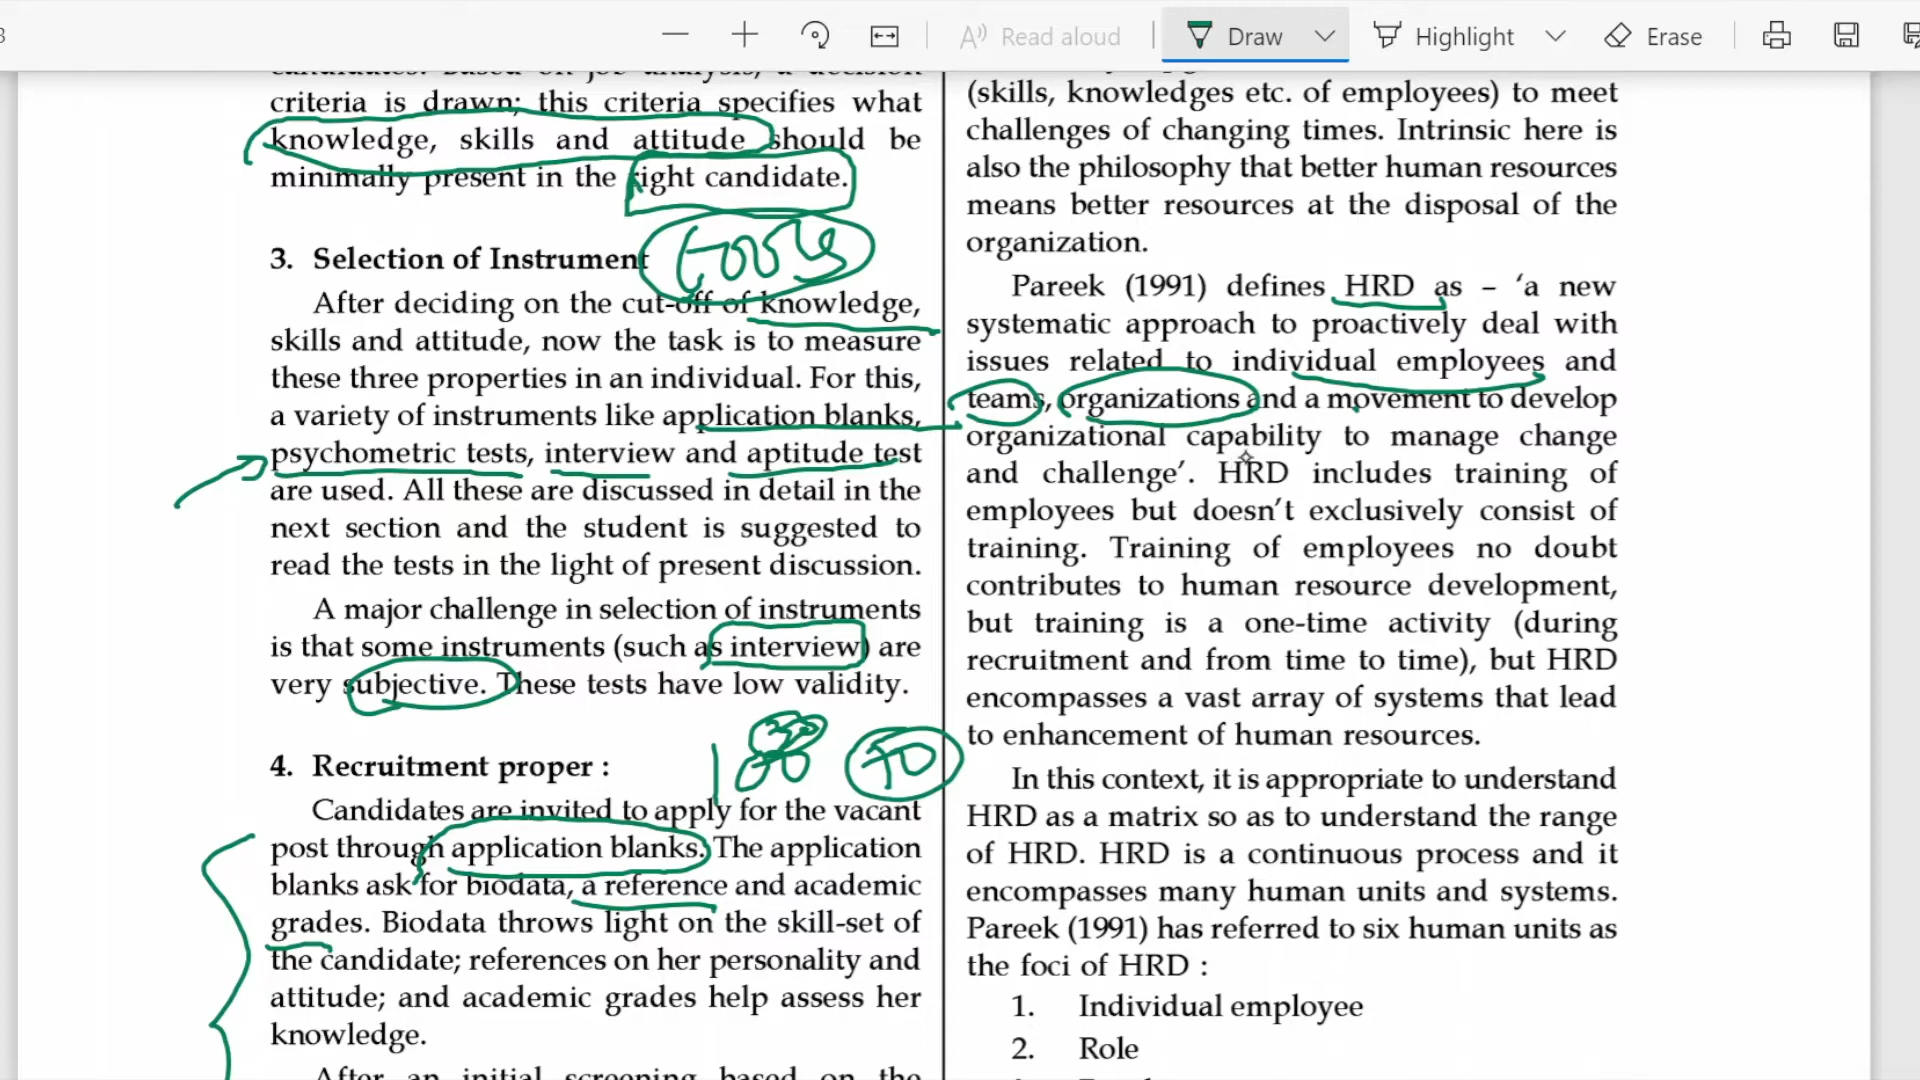 Read aloud
Draw
Highlight
Erase
criteria is drawn; this criteria specifies what
knowledge, skills and attitude should be
minimally present in the right candidate.
tools
3. Selection of Instrument
After deciding on the cut-off of knowledge,
skills and attitude, now the task is to measure
these three properties in an individual. For this,
a variety of instruments like application blanks,
psychometric tests, interview and aptitude test
are used. All these are discussed in detail in the
next section and the student is suggested to
read the tests in the light of present discussion.
A major challenge in selection of instruments
is that some instruments (such as interview) are
very subjective. These tests have low validity.
4. Recruitment proper :
Candidates are invited to apply for the vacant
post through application blanks. The application
blanks ask for biodata, a reference and academic
grades. Biodata throws light on the skill-set of
the candidate; references on her personality and
attitude; and academic grades help assess her
knowledge.
After an initial screening based on the
(skills, knowledges etc. of employees) to meet
challenges of changing times. Intrinsic here is
also the philosophy that better human resources
means better resources at the disposal of the
organization.
Pareek (1991) defines HRD as – ‘a new
systematic approach to proactively deal with
issues related to individual employees and
teams, organizations and a movement to develop
organizational capability to manage change
and challenge’. HRD includes training of
employees but doesn’t exclusively consist of
training. Training of employees no doubt
contributes to human resource development,
but training is a one-time activity (during
recruitment and from time to time), but HRD
encompasses a vast array of systems that lead
to enhancement of human resources.
In this context, it is appropriate to understand
HRD as a matrix so as to understand the range
of HRD. HRD is a continuous process and it
encompasses many human units and systems.
Pareek (1991) has referred to six human units as
the foci of HRD :
1. Individual employee
2. Role